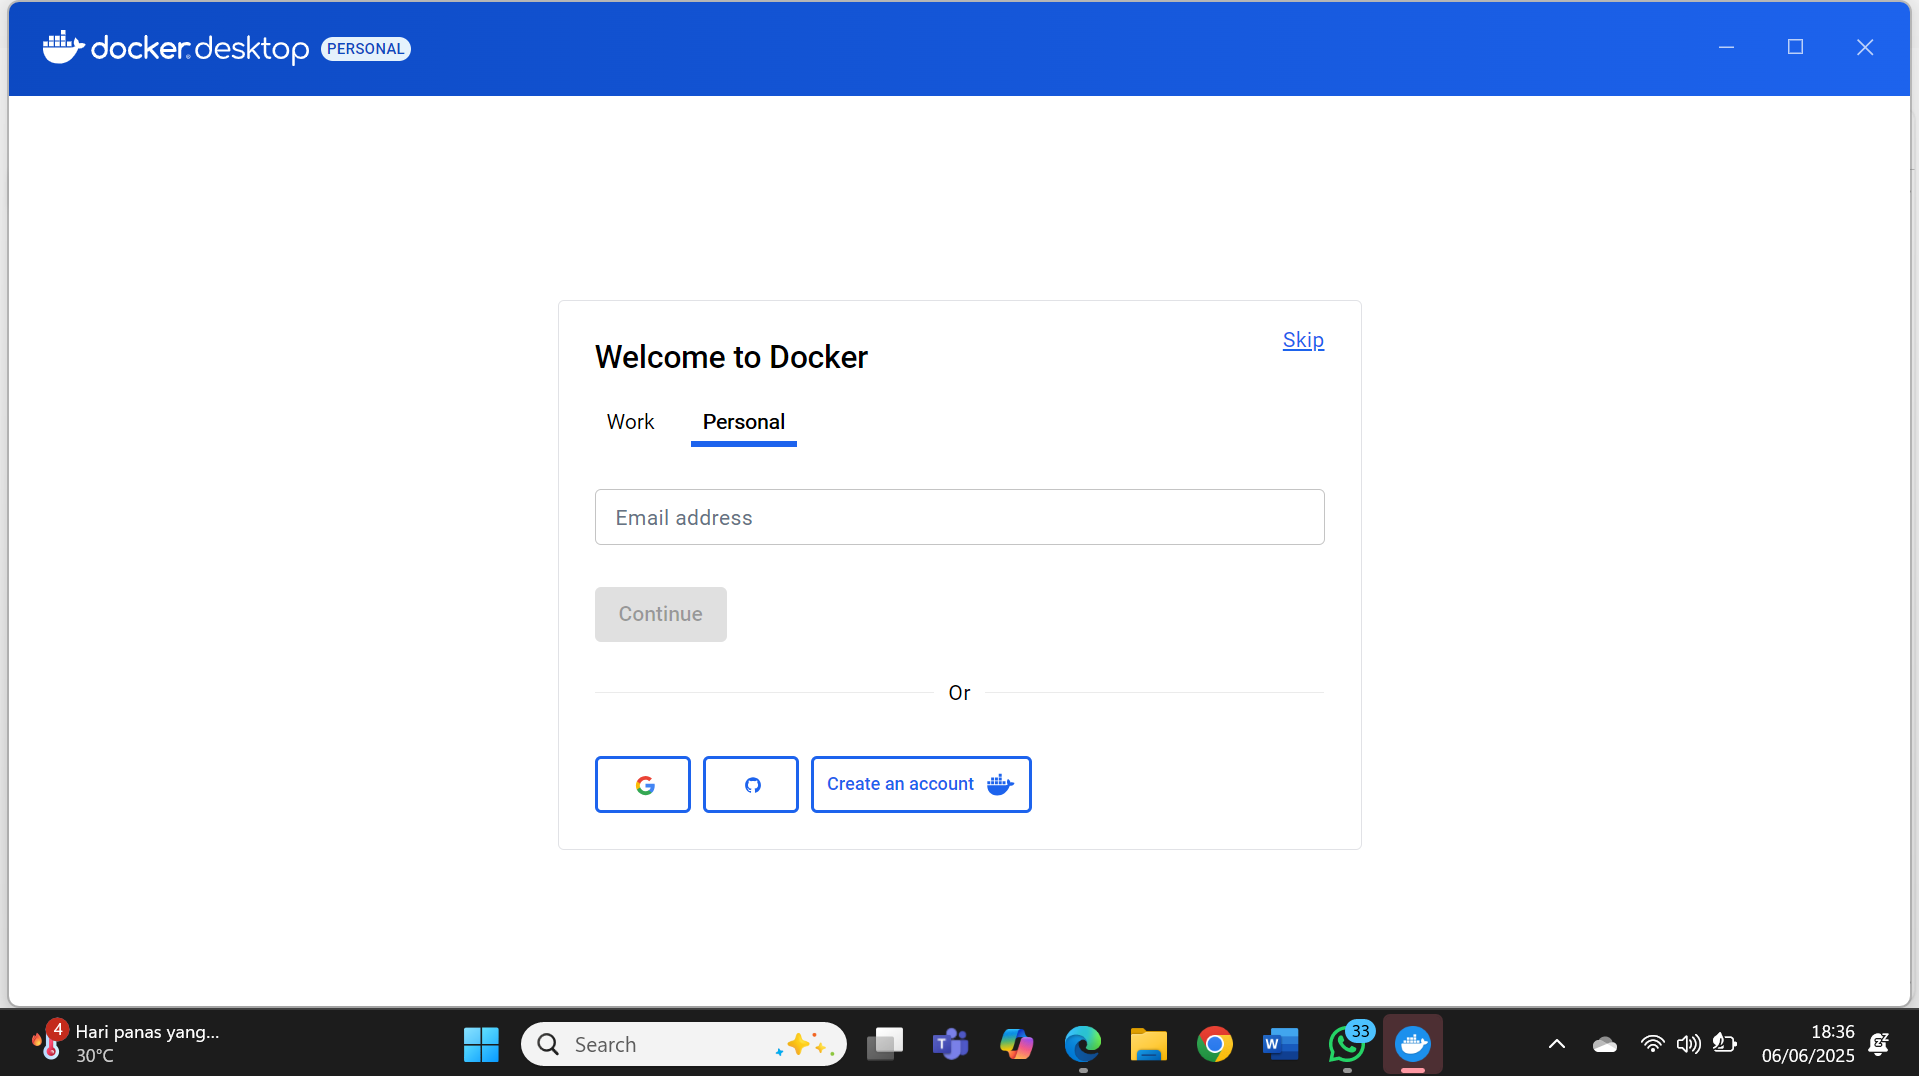 docker desktop PERSONAL
Skip
Welcome to Docker
Work Personal
Email address
Continue
Or
Create an account
4 Hari panas yang...
30°C
Search
33
18:36
06/06/2025